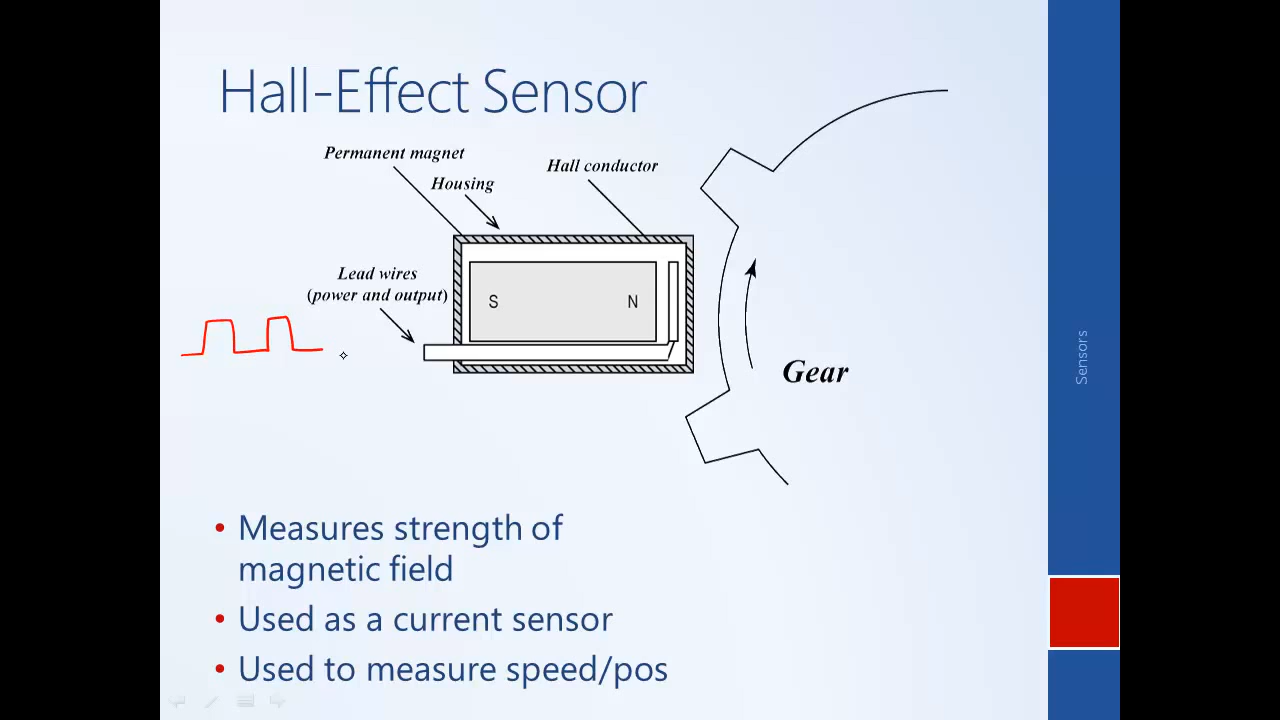 Hall-Effect Sensor
Permanent magnet
Housing
Hall conductor
Lead wires
(power and output)
S
N
Gear
Sensors
• Measures strength of
magnetic field
• Used as a current sensor
• Used to measure speed/pos